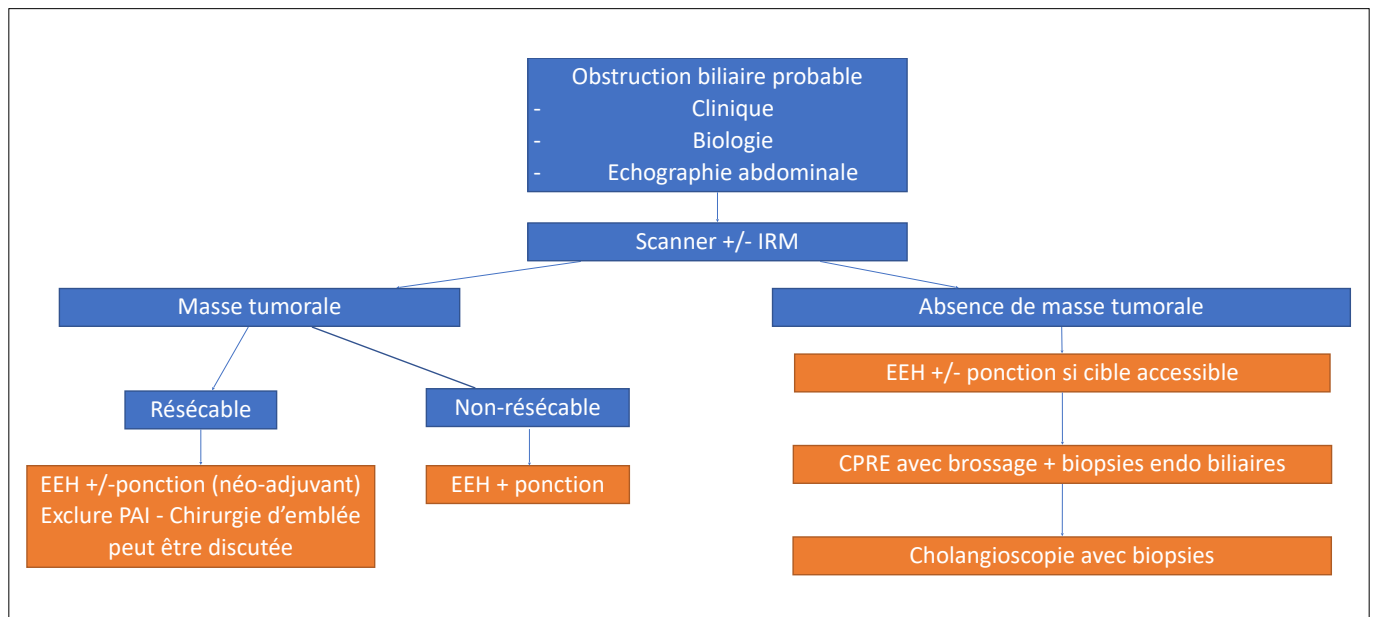 Obstruction biliaire probable
- Clinique
- Biologie
- Echographie abdominale
Scanner +/- IRM
Masse tumorale
Absence de masse tumorale
Résécable
Non-résécable
EEH +/- ponction si cible accessible
EEH +/-ponction (néo-adjuvant)
Exclure PAI - Chirurgie d’emblée
peut être discutée
EEH + ponction
CPRE avec brossage + biopsies endo biliaires
Cholangioscopie avec biopsies